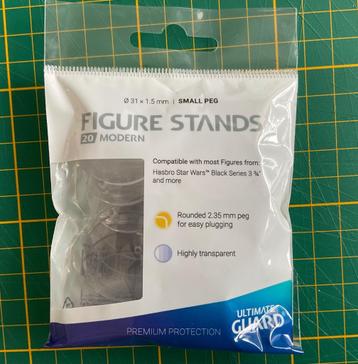 Ø 31 x 1.5 mm | SMALL PEG
FIGURE STANDS
20 MODERN
Compatible with most Figures from:
Hasbro Star Wars™ Black Series 3 ¾"
and more
Rounded 2.35 mm peg
for easy plugging
Highly transparent
ULTIMATE
GUARD®
PREMIUM PROTECTION